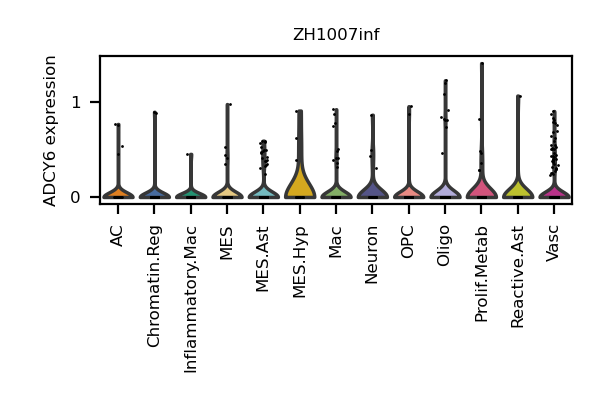 ZH1007inf
ADCY6 expression
1
0
AC
Chromatin.Reg
Inflammatory.Mac
MES
MES.Ast
MES.Hyp
Mac
Neuron
OPC
Oligo
Prolif.Metab
Reactive.Ast
Vasc